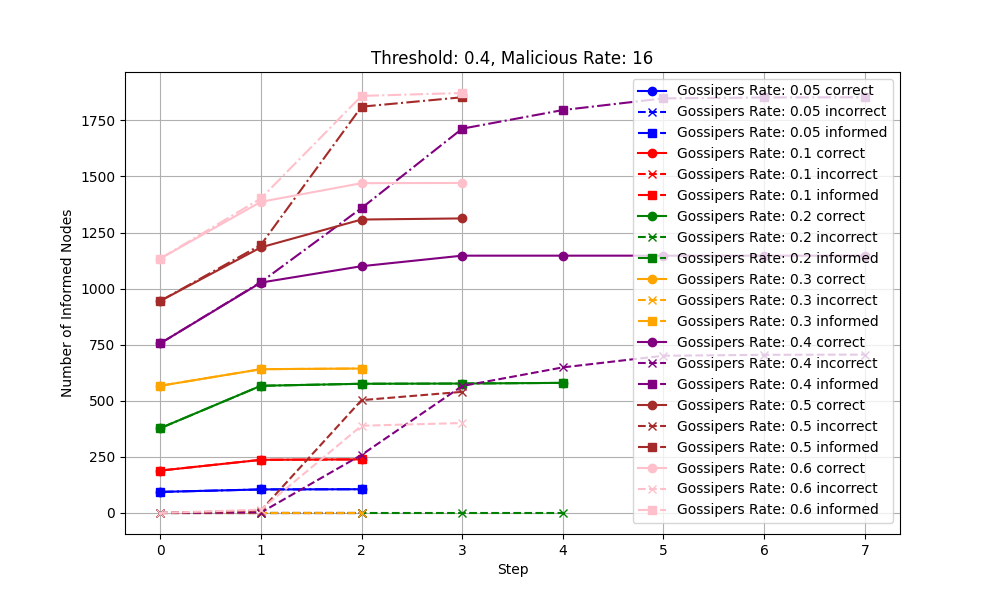 Threshold: 0.4, Malicious Rate: 16
Number of Informed Nodes
1750
1500
1250
1000
750
500
250
0
0 1 2 3 4 5 6 7
Step
Gossipers Rate: 0.05 correct
Gossipers Rate: 0.05 incorrect
Gossipers Rate: 0.05 informed
Gossipers Rate: 0.1 correct
Gossipers Rate: 0.1 incorrect
Gossipers Rate: 0.1 informed
Gossipers Rate: 0.2 correct
Gossipers Rate: 0.2 incorrect
Gossipers Rate: 0.2 informed
Gossipers Rate: 0.3 correct
Gossipers Rate: 0.3 incorrect
Gossipers Rate: 0.3 informed
Gossipers Rate: 0.4 correct
Gossipers Rate: 0.4 incorrect
Gossipers Rate: 0.4 informed
Gossipers Rate: 0.5 correct
Gossipers Rate: 0.5 incorrect
Gossipers Rate: 0.5 informed
Gossipers Rate: 0.6 correct
Gossipers Rate: 0.6 incorrect
Gossipers Rate: 0.6 informed